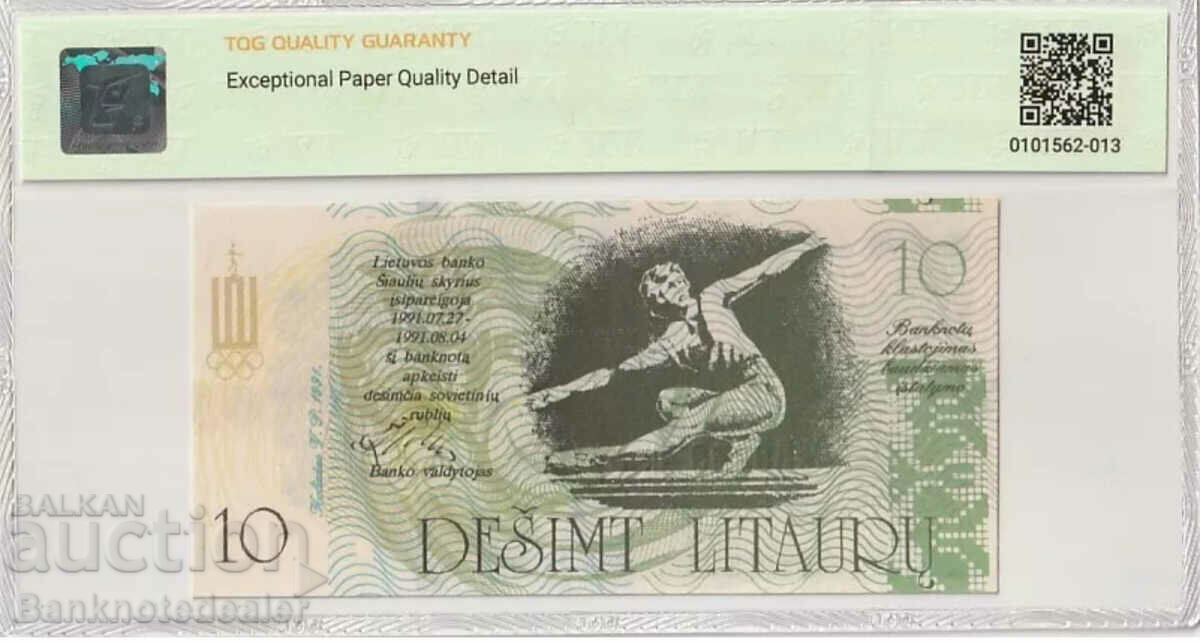 TQG QUALITY GUARANTY
Exceptional Paper Quality Detail
0101562-013
Lietuvos banko
Šiaulių skyrius
įsipareigoja
1991.07.27-
1991.08.04
šį banknotą
apkeisti
dešimčia sovietinių
rublių
Banko valdytojas
1991
10
Banknotų
klastojimas
įstatymo
10
DEŠIMT LITAURŲ
BALKAN
auction
Banknotedealer